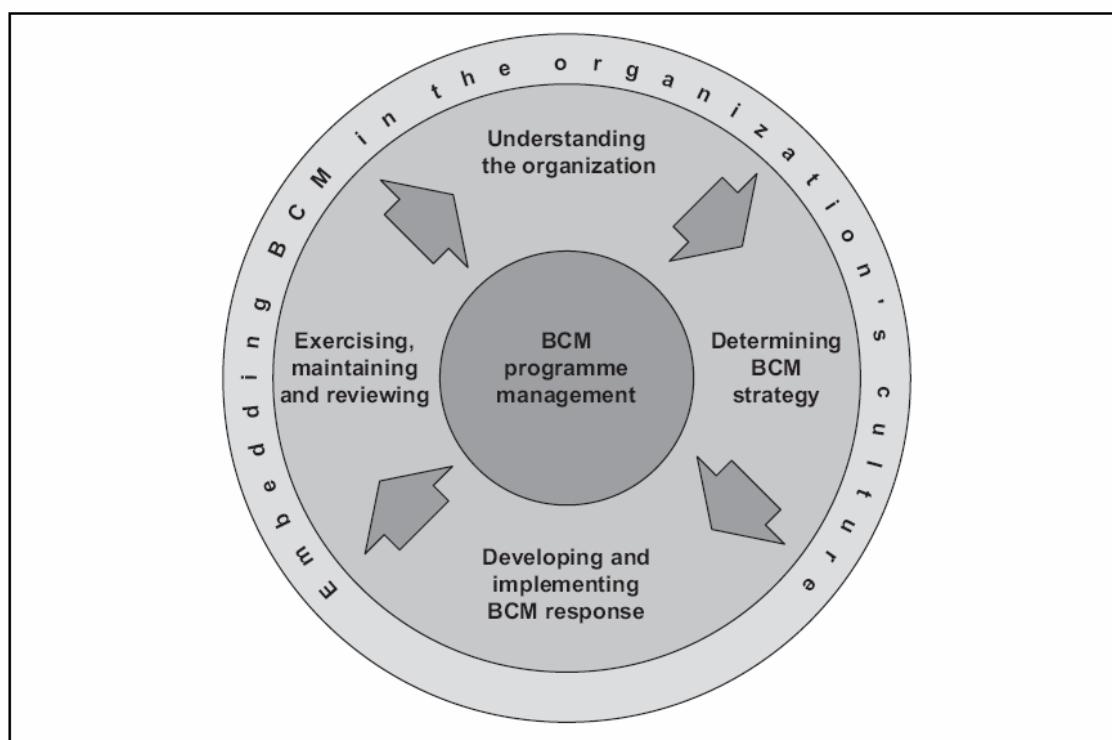 Embedding BCM in the organization's culture
Understanding
the organization
Exercising,
maintaining
and reviewing
BCM
programme
management
Determining
BCM
strategy
Developing and
implementing
BCM response